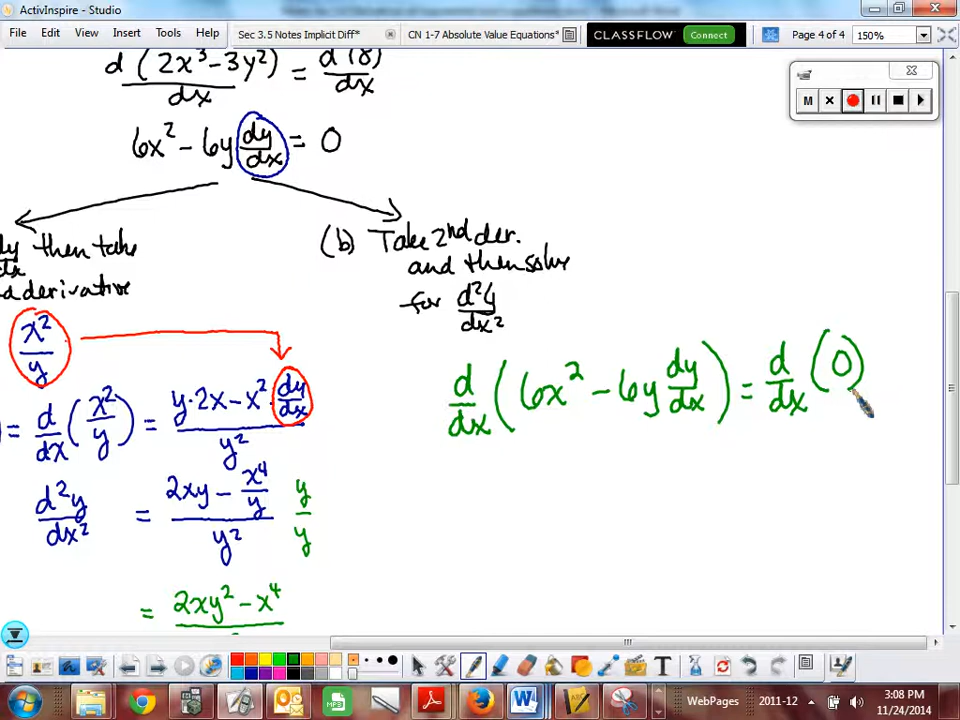 ActivInspire - Studio
File Edit View Insert Tools Help Sec 3.5 Notes Implicit Diff* CN 1-7 Absolute Value Equations* CLASSFLOW Connect Page 4 of 4 150%
M
d (2x³-3y²) = d (8)
dx dx
6x² - 6y dy/dx = 0
dy/dx then take
derivative
(b) Take 2nd der.
and then solve
for d²y/dx²
x²/y
d/dx (6x² - 6y dy/dx) = d/dx (0
= d/dx (x²/y) = y·2x - x²·dy/dx
y²
d²y/dx² = 2xy - x⁴/y y/y
y²
= 2xy² - x⁴
T
WebPages 2011-12 3:08 PM
11/24/2014